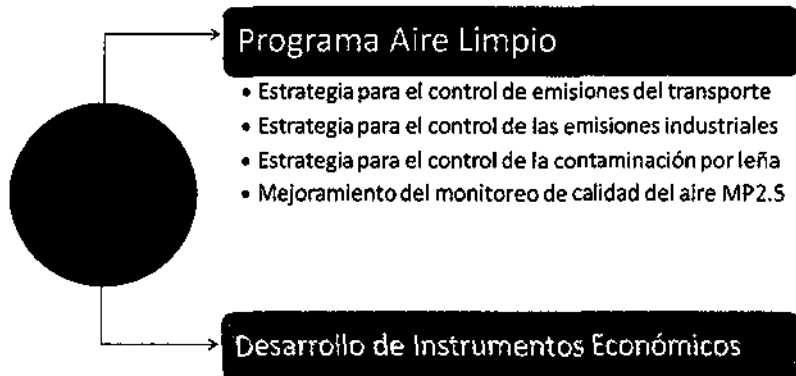 Programa Aire Limpio
• Estrategia para el control de emisiones del transporte
• Estrategia para el control de las emisiones industriales
• Estrategia para el control de la contaminación por leña
• Mejoramiento del monitoreo de calidad del aire MP2.5
Desarrollo de Instrumentos Económicos